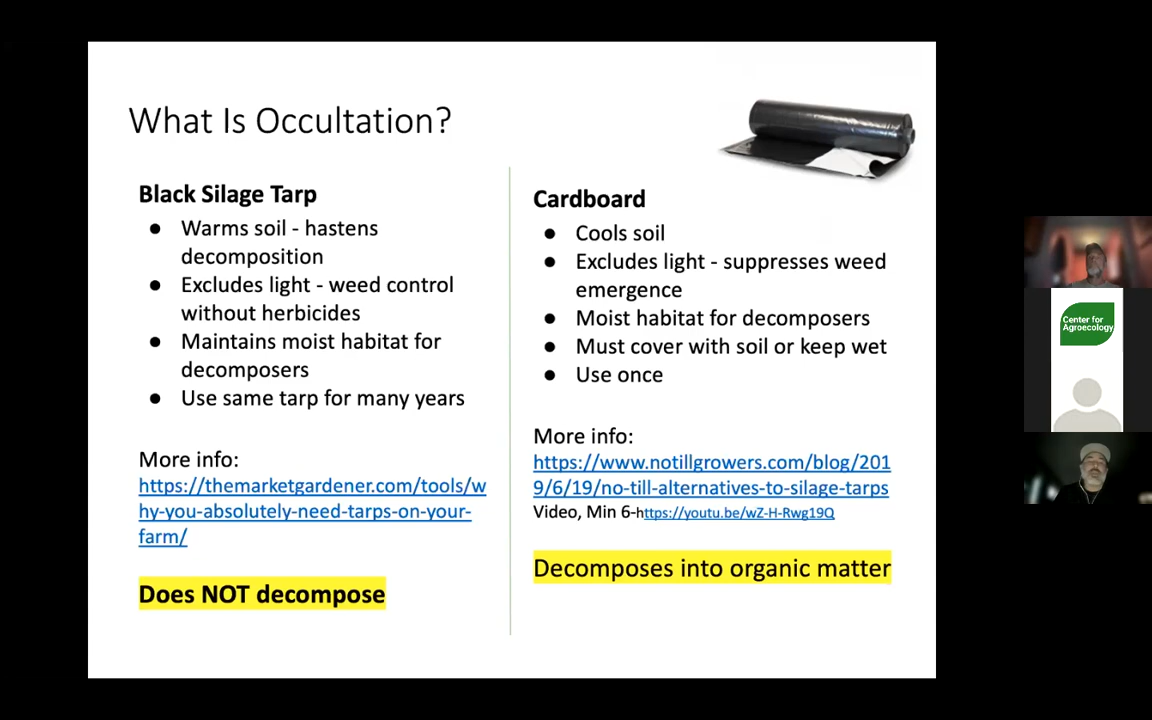 What Is Occultation?
Black Silage Tarp
● Warms soil - hastens
decomposition
● Excludes light - weed control
without herbicides
● Maintains moist habitat for
decomposers
● Use same tarp for many years
More info:
https://themarketgardener.com/tools/w
hy-you-absolutely-need-tarps-on-your-
farm/
Does NOT decompose
Cardboard
● Cools soil
● Excludes light - suppresses weed
emergence
● Moist habitat for decomposers
● Must cover with soil or keep wet
● Use once
More info:
https://www.notillgrowers.com/blog/201
9/6/19/no-till-alternatives-to-silage-tarps
Video, Min 6-https://youtu.be/wZ-H-Rwg19Q
Decomposes into organic matter
Center for
Agroecology